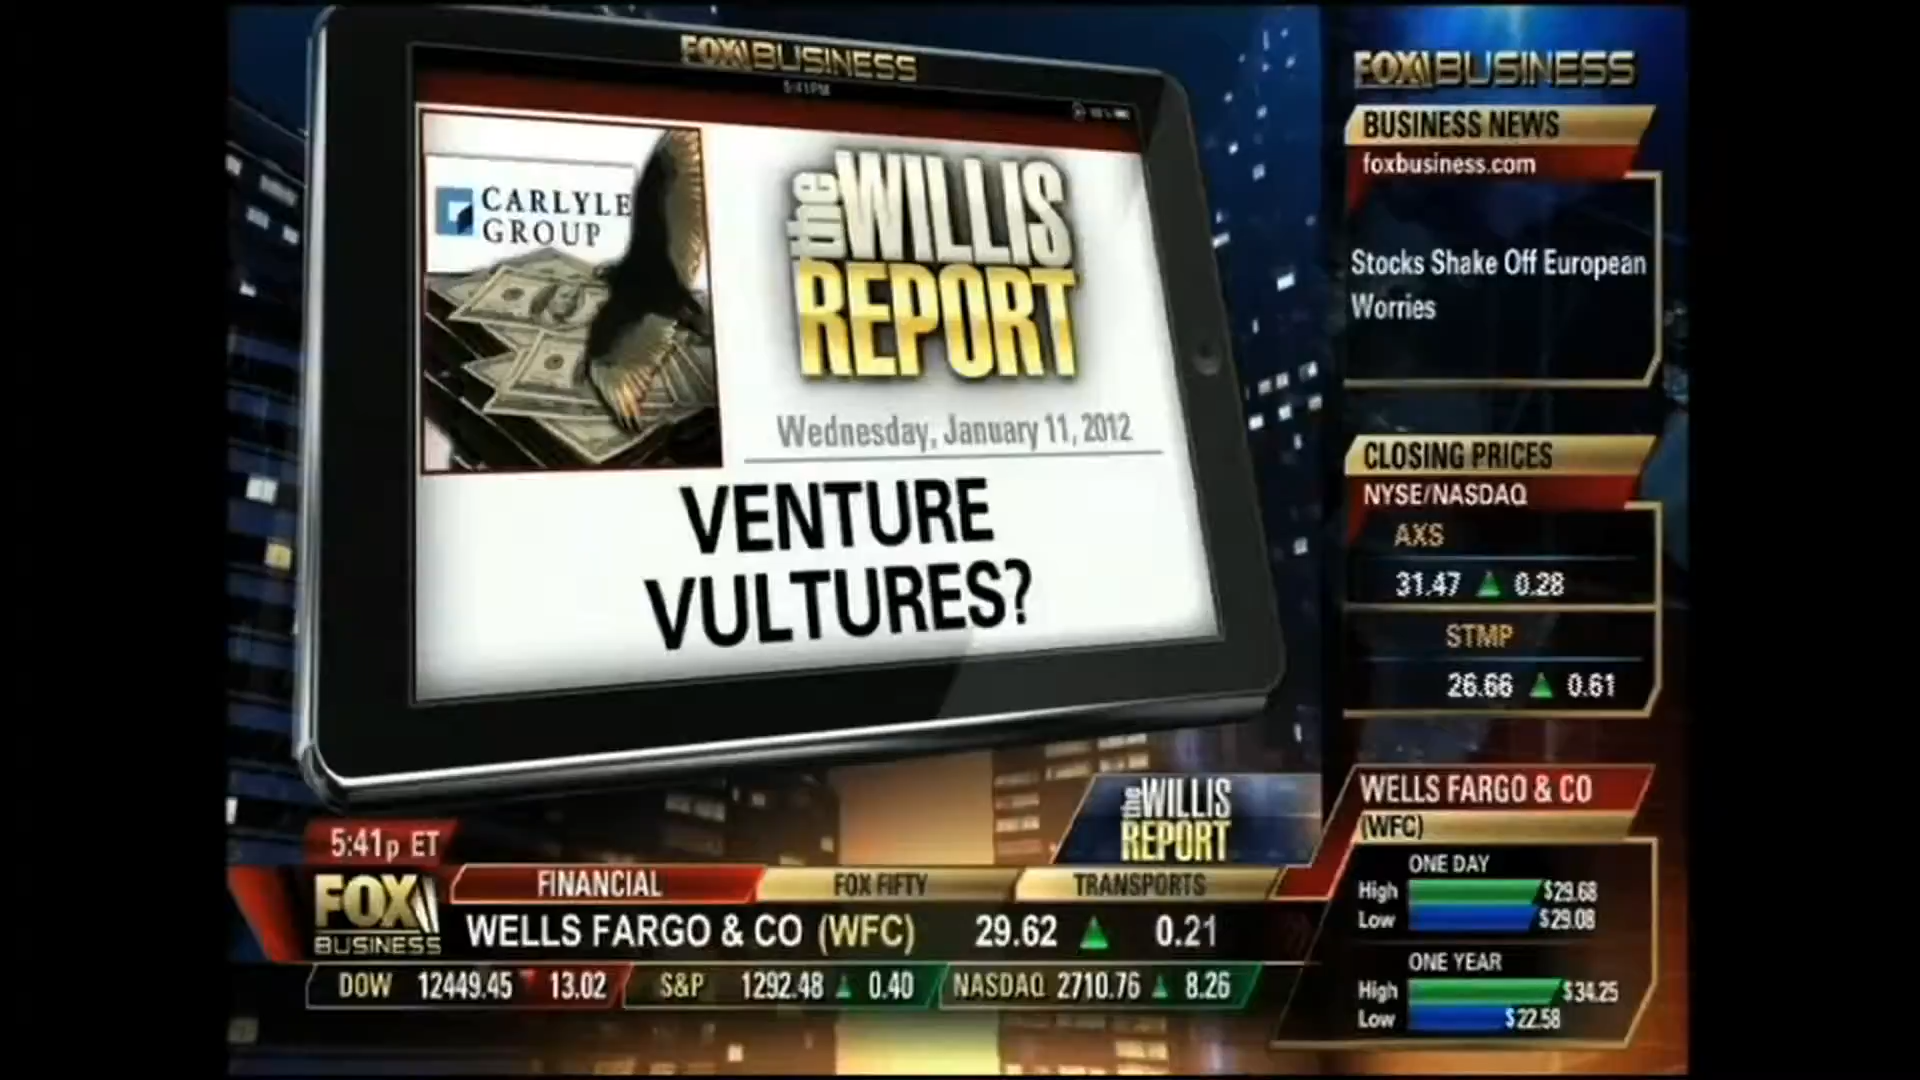 FOX BUSINESS
5:41PM
CARLYLE
GROUP
the WILLIS
REPORT
Wednesday, January 11, 2012
VENTURE
VULTURES?
FOX BUSINESS
BUSINESS NEWS
foxbusiness.com
Stocks Shake Off European
Worries
CLOSING PRICES
NYSE/NASDAQ
AXS
31.47 ▲ 0.28
STMP
26.66 ▲ 0.61
WELLS FARGO & CO
(WFC)
ONE DAY
High $29.68
Low $29.08
ONE YEAR
High $34.25
Low $22.58
the WILLIS
REPORT
5:41p ET
FOX
BUSINESS
FINANCIAL FOX FIFTY TRANSPORTS
WELLS FARGO & CO (WFC) 29.62 ▲ 0.21
DOW 12449.45 ▼ 13.02 S&P 1292.48 ▲ 0.40 NASDAQ 2710.76 ▲ 8.26